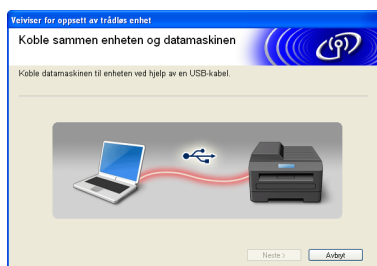 Veiviser for oppsett av trådløs enhet
Koble sammen enheten og datamaskinen
Koble datamaskinen til enheten ved hjelp av en USB-kabel.
Neste >
Avbryt